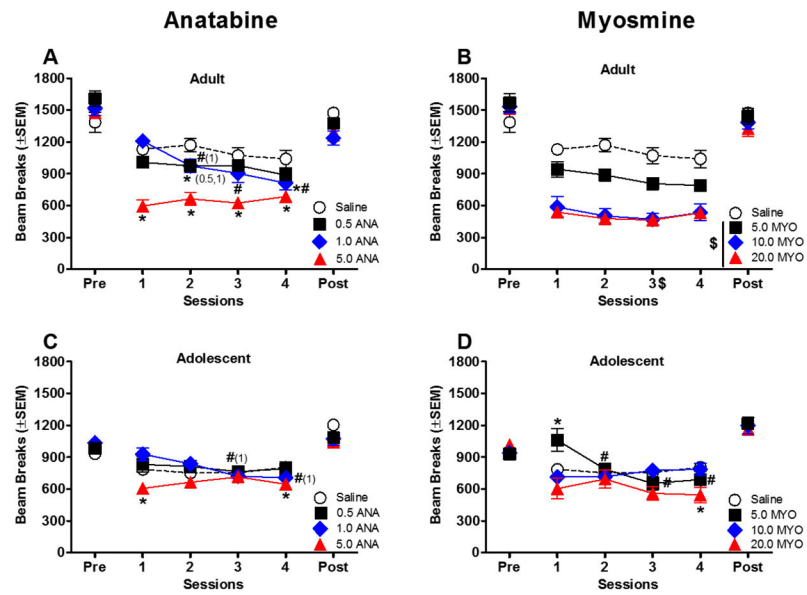 Anatabine
Myosmine
A
Adult
Beam Breaks (±SEM)
1800
1500
1200
900
600
300
0
#(1)
*(0.5,1)
#
*#
*
*
*
*
Saline
0.5 ANA
1.0 ANA
5.0 ANA
Pre
1
2
3
4
Post
Sessions
B
Adult
Beam Breaks (±SEM)
1800
1500
1200
900
600
300
0
$
Saline
5.0 MYO
10.0 MYO
20.0 MYO
Pre
1
2
3$
4
Post
Sessions
C
Adolescent
Beam Breaks (±SEM)
1800
1500
1200
900
600
300
0
#(1)
#(1)
*
*
Saline
0.5 ANA
1.0 ANA
5.0 ANA
Pre
1
2
3
4
Post
Sessions
D
Adolescent
Beam Breaks (±SEM)
1800
1500
1200
900
600
300
0
*
#
#
#
*
Saline
5.0 MYO
10.0 MYO
20.0 MYO
Pre
1
2
3
4
Post
Sessions